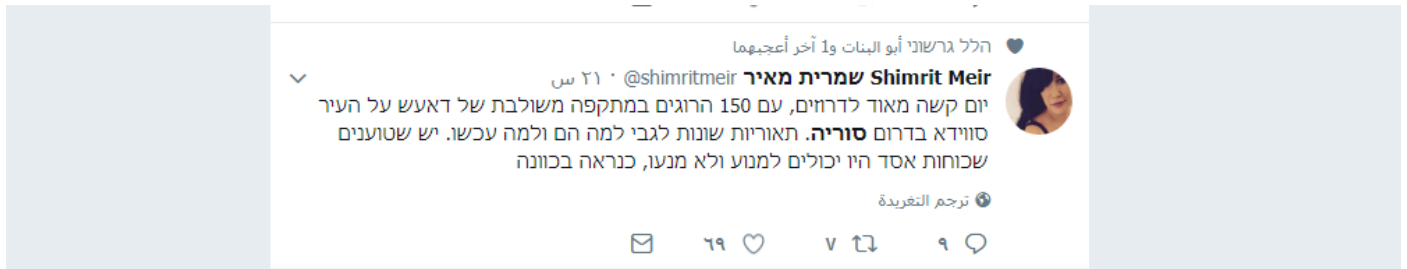 הלל גרשוני أبو البنات و1 آخر أعجبهما
Shimrit Meir שמרית מאיר @shimritmeir · ٢١ س
יום קשה מאוד לדרוזים, עם 150 הרוגים במתקפה משולבת של דאעש על העיר
סווידא בדרום סוריה. תאוריות שונות לגבי למה הם ולמה עכשו. יש שטוענים
שכוחות אסד היו יכולים למנוע ולא מנעו, כנראה בכוונה
ترجم التغريدة
٩ ٧ ٦٩